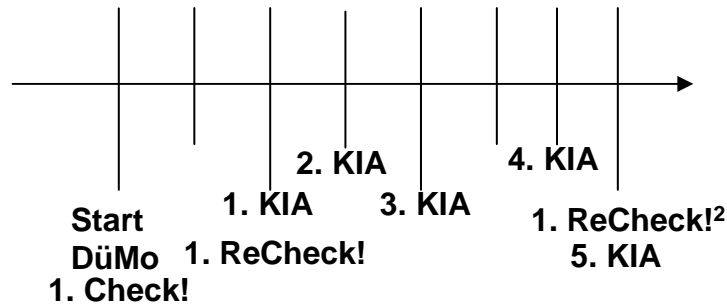 2. KIA
4. KIA
1. KIA
3. KIA
Start
DüMo
1. Check!
1. ReCheck!
1. ReCheck!²
5. KIA